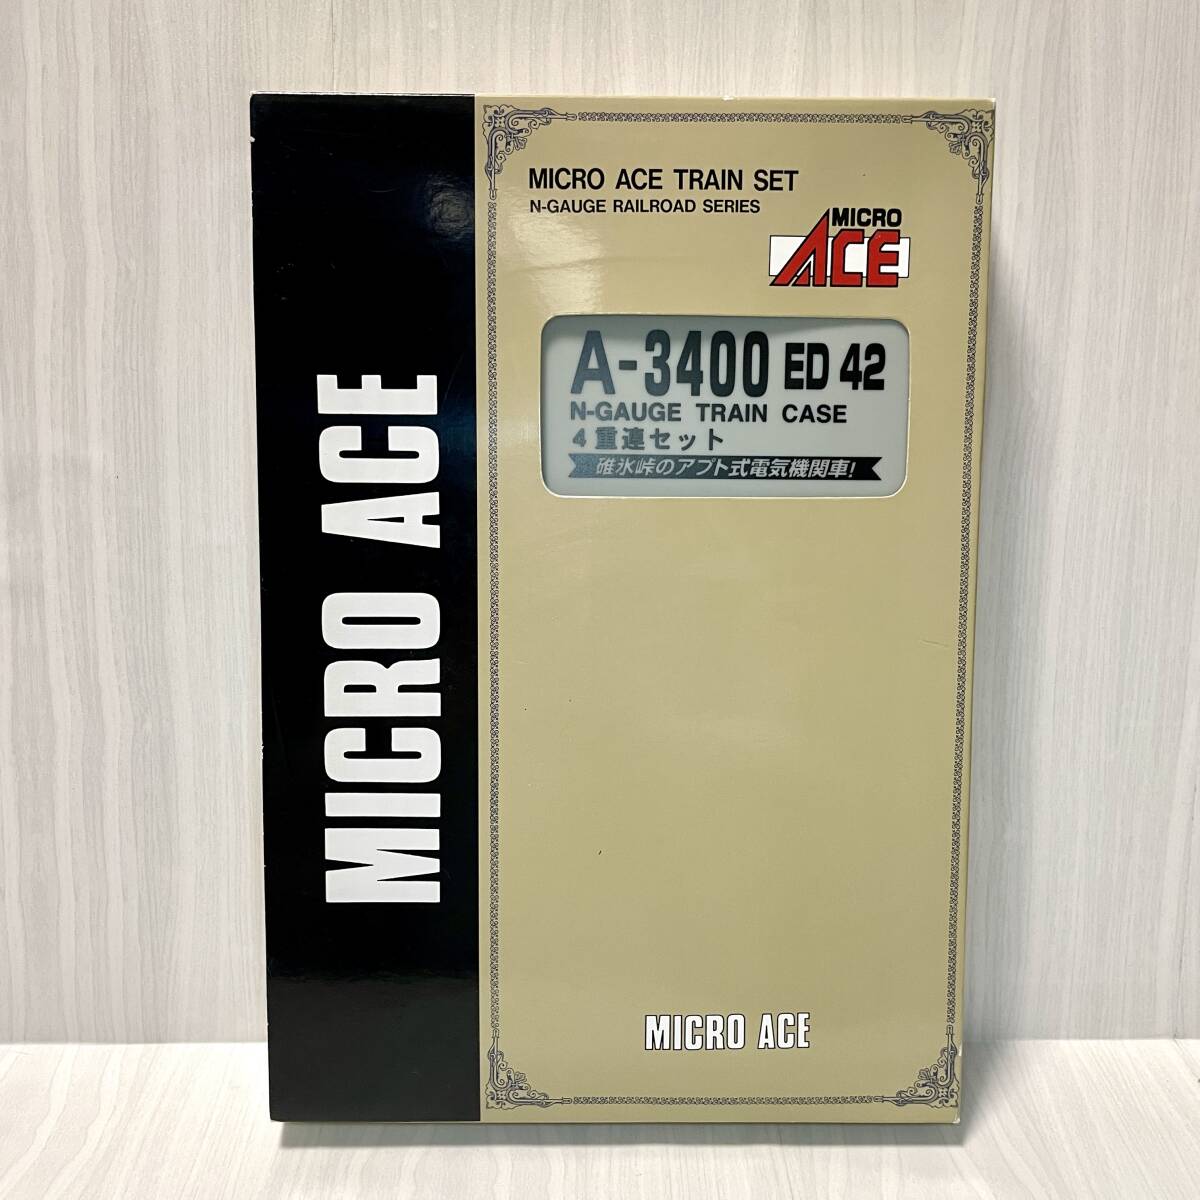 MICRO ACE
MICRO ACE TRAIN SET
N-GAUGE RAILROAD SERIES
MICRO
ACE
A-3400 ED 42
N-GAUGE TRAIN CASE
4重連セット
碓氷峠のアプト式電気機関車!
MICRO ACE